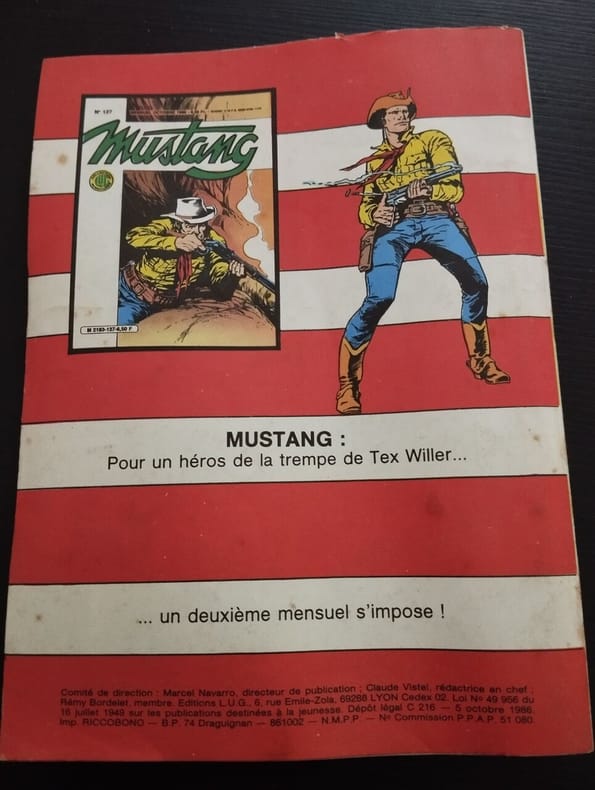 N° 127
Mustang
LUG
M 2183-127-6,50 F
MUSTANG :
Pour un héros de la trempe de Tex Willer...
... un deuxième mensuel s'impose !
Comité de direction : Marcel Navarro, directeur de publication ; Claude Vistel, rédactrice en chef ;
Rémy Bordelet, membre. Editions L.U.G., 6, rue Emile-Zola, 69288 LYON Cedex 02. Loi No 49 956 du
16 juillet 1949 sur les publications destinées à la jeunesse. Dépôt légal C 216 — 5 octobre 1986.
Imp. RICCOBONO — B.P. 74 Draguignan — 861002 — N.M.P.P. — No Commission P.P.A.P. 51 080.